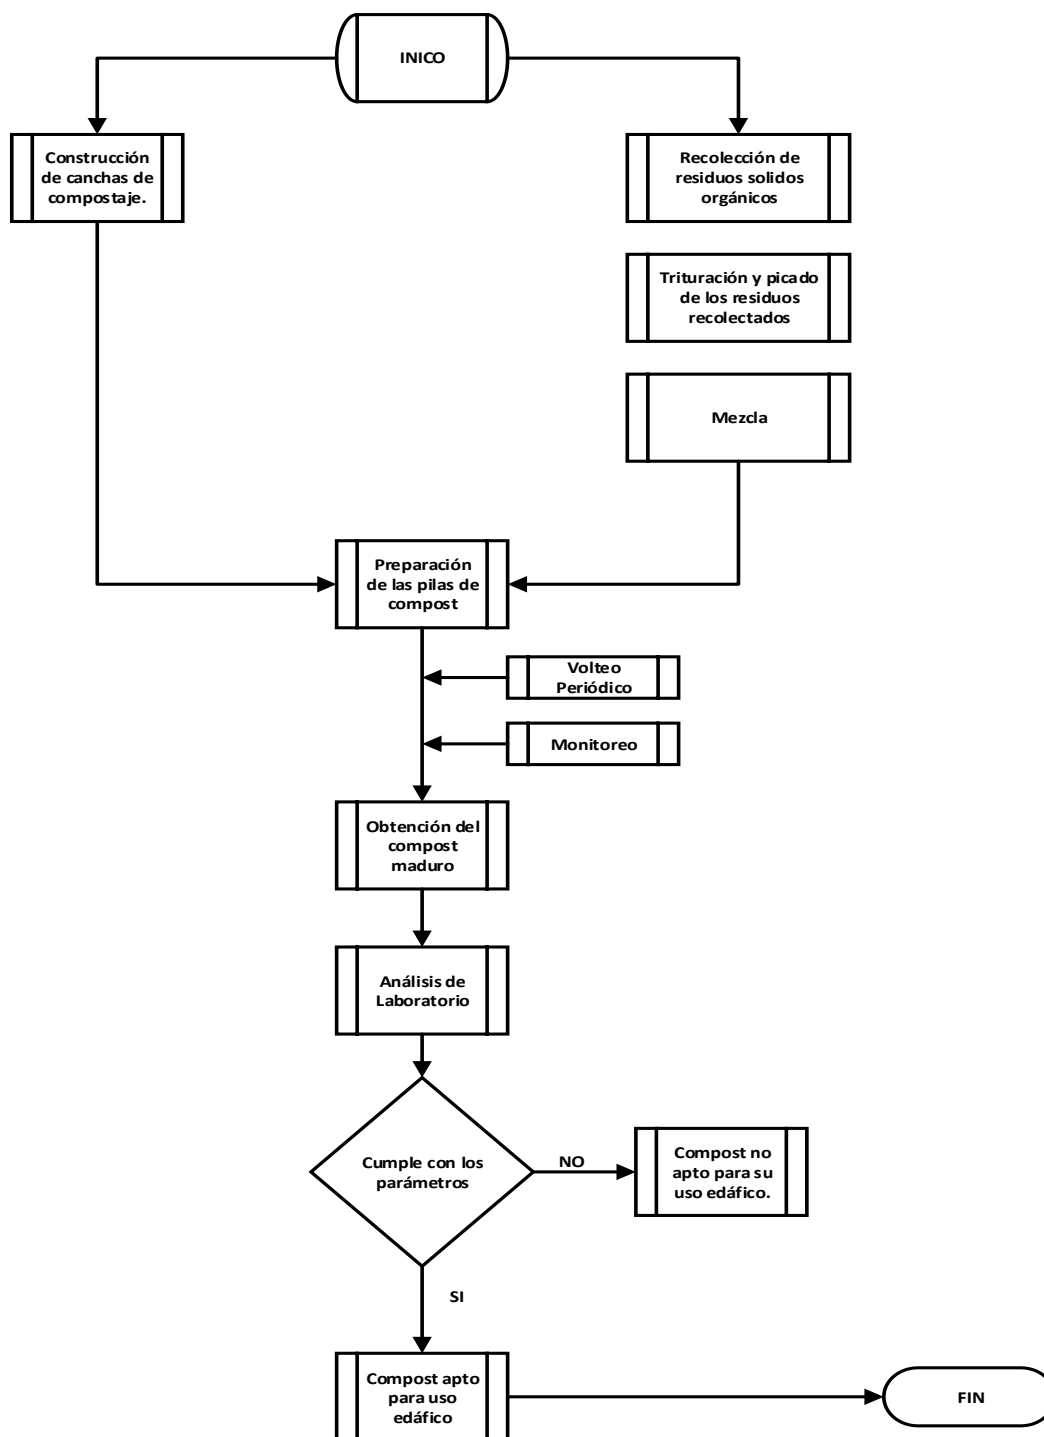 INICO
Construcción
de canchas de
compostaje.
Recolección de
residuos solidos
orgánicos
Trituración y picado
de los residuos
recolectados
Mezcla
Preparación
de las pilas de
compost
Volteo
Periódico
Monitoreo
Obtención del
compost
maduro
Análisis de
Laboratorio
Cumple con los
parámetros
NO
Compost no
apto para su
uso edáfico.
SI
Compost apto
para uso
edáfico
FIN